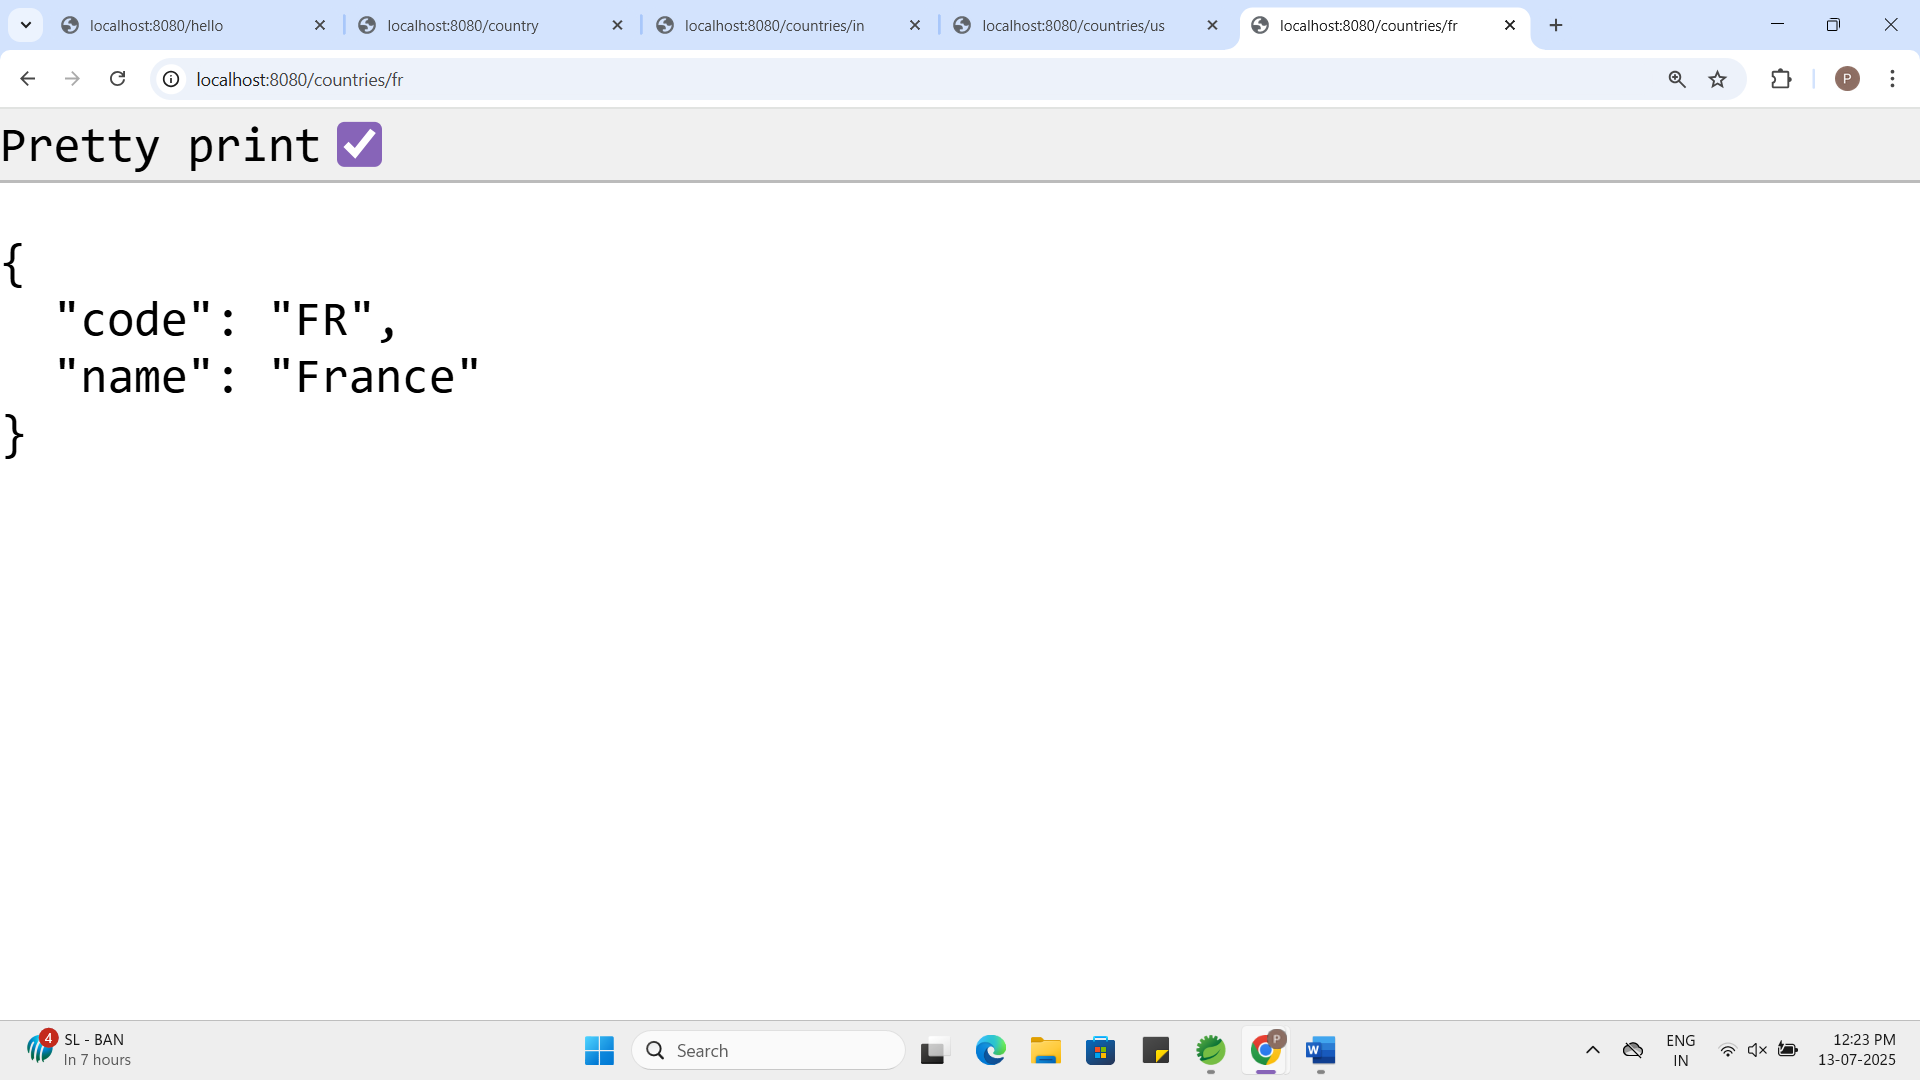 localhost:8080/hello
localhost:8080/country
localhost:8080/countries/in
localhost:8080/countries/us
localhost:8080/countries/fr
localhost:8080/countries/fr
P
Pretty print
{
  "code": "FR",
  "name": "France"
}
4
SL - BAN
In 7 hours
Search
P
W
ENG
IN
12:23 PM
13-07-2025